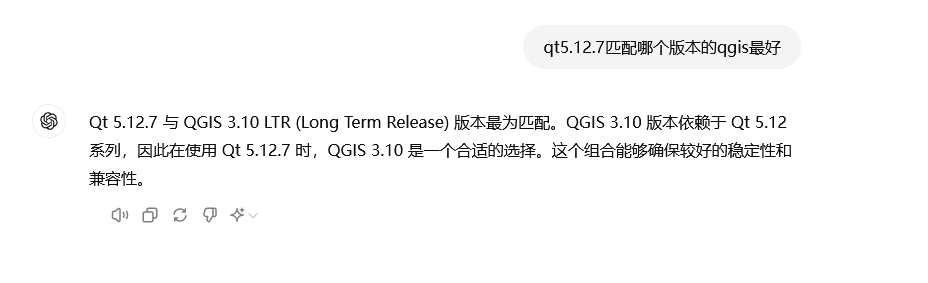 qt5.12.7匹配哪个版本的qgis最好
Qt 5.12.7 与 QGIS 3.10 LTR (Long Term Release) 版本最为匹配。QGIS 3.10 版本依赖于 Qt 5.12
系列，因此在使用 Qt 5.12.7 时，QGIS 3.10 是一个合适的选择。这个组合能够确保较好的稳定性和
兼容性。